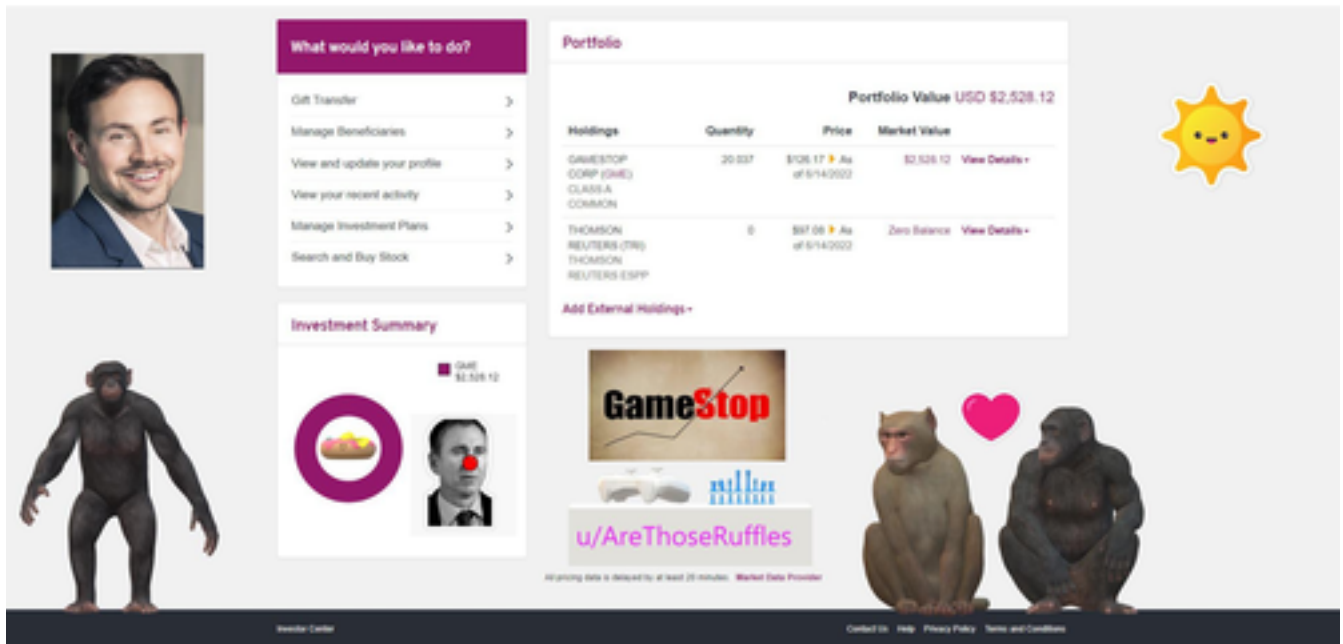 What would you like to do?
Gift Transfer
Manage Beneficiaries
View and update your profile
View your recent activity
Manage Investment Plans
Search and Buy Stock
Investment Summary
GME
$2,528.12
Portfolio
Portfolio Value USD $2,528.12
Holdings Quantity Price Market Value
GAMESTOP 20.037 $126.17 As $2,528.12 View Details
CORP (GME) of 6/14/2022
CLASS A
COMMON
THOMSON 0 $97.08 As Zero Balance View Details
REUTERS (TRI) of 6/14/2022
THOMSON
REUTERS ESPP
Add External Holdings
GameStop
u/AreThoseRuffles
All pricing data is delayed by at least 20 minutes. Market Data Provider
Investor Center
Contact Us Help Privacy Policy Terms and Conditions